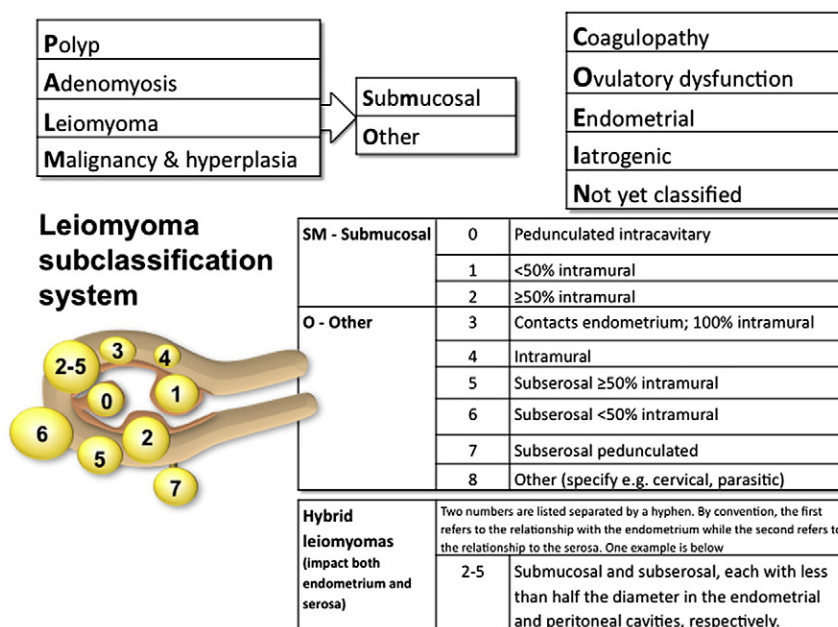 Polyp
Adenomyosis
Leiomyoma
Malignancy & hyperplasia
Submucosal
Other
Coagulopathy
Ovulatory dysfunction
Endometrial
Iatrogenic
Not yet classified
Leiomyoma
subclassification
system
3
4
2-5
0
1
6
2
5
7
SM - Submucosal
0
Pedunculated intracavitary
1
<50% intramural
2
≥50% intramural
O - Other
3
Contacts endometrium; 100% intramural
4
Intramural
5
Subserosal ≥50% intramural
6
Subserosal <50% intramural
7
Subserosal pedunculated
8
Other (specify e.g. cervical, parasitic)
Hybrid
leiomyomas
(impact both
endometrium and
serosa)
Two numbers are listed separated by a hyphen. By convention, the first
refers to the relationship with the endometrium while the second refers to
the relationship to the serosa. One example is below
2-5
Submucosal and subserosal, each with less
than half the diameter in the endometrial
and peritoneal cavities, respectively.